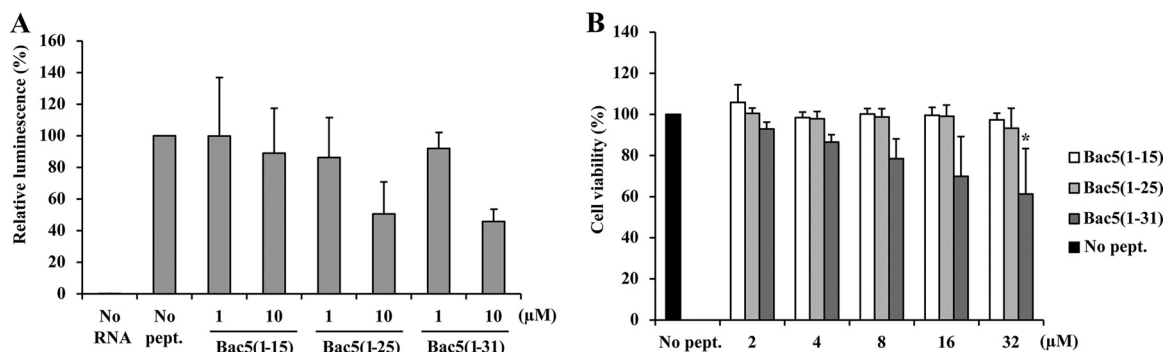 A
Relative luminescence (%)
160
140
120
100
80
60
40
20
0
No RNA
No pept.
1 10 1 10 1 10 (μM)
Bac5(1-15) Bac5(1-25) Bac5(1-31)
B
Cell viability (%)
140
120
100
80
60
40
20
0
*
No pept. 2 4 8 16 32 (μM)
Bac5(1-15)
Bac5(1-25)
Bac5(1-31)
No pept.